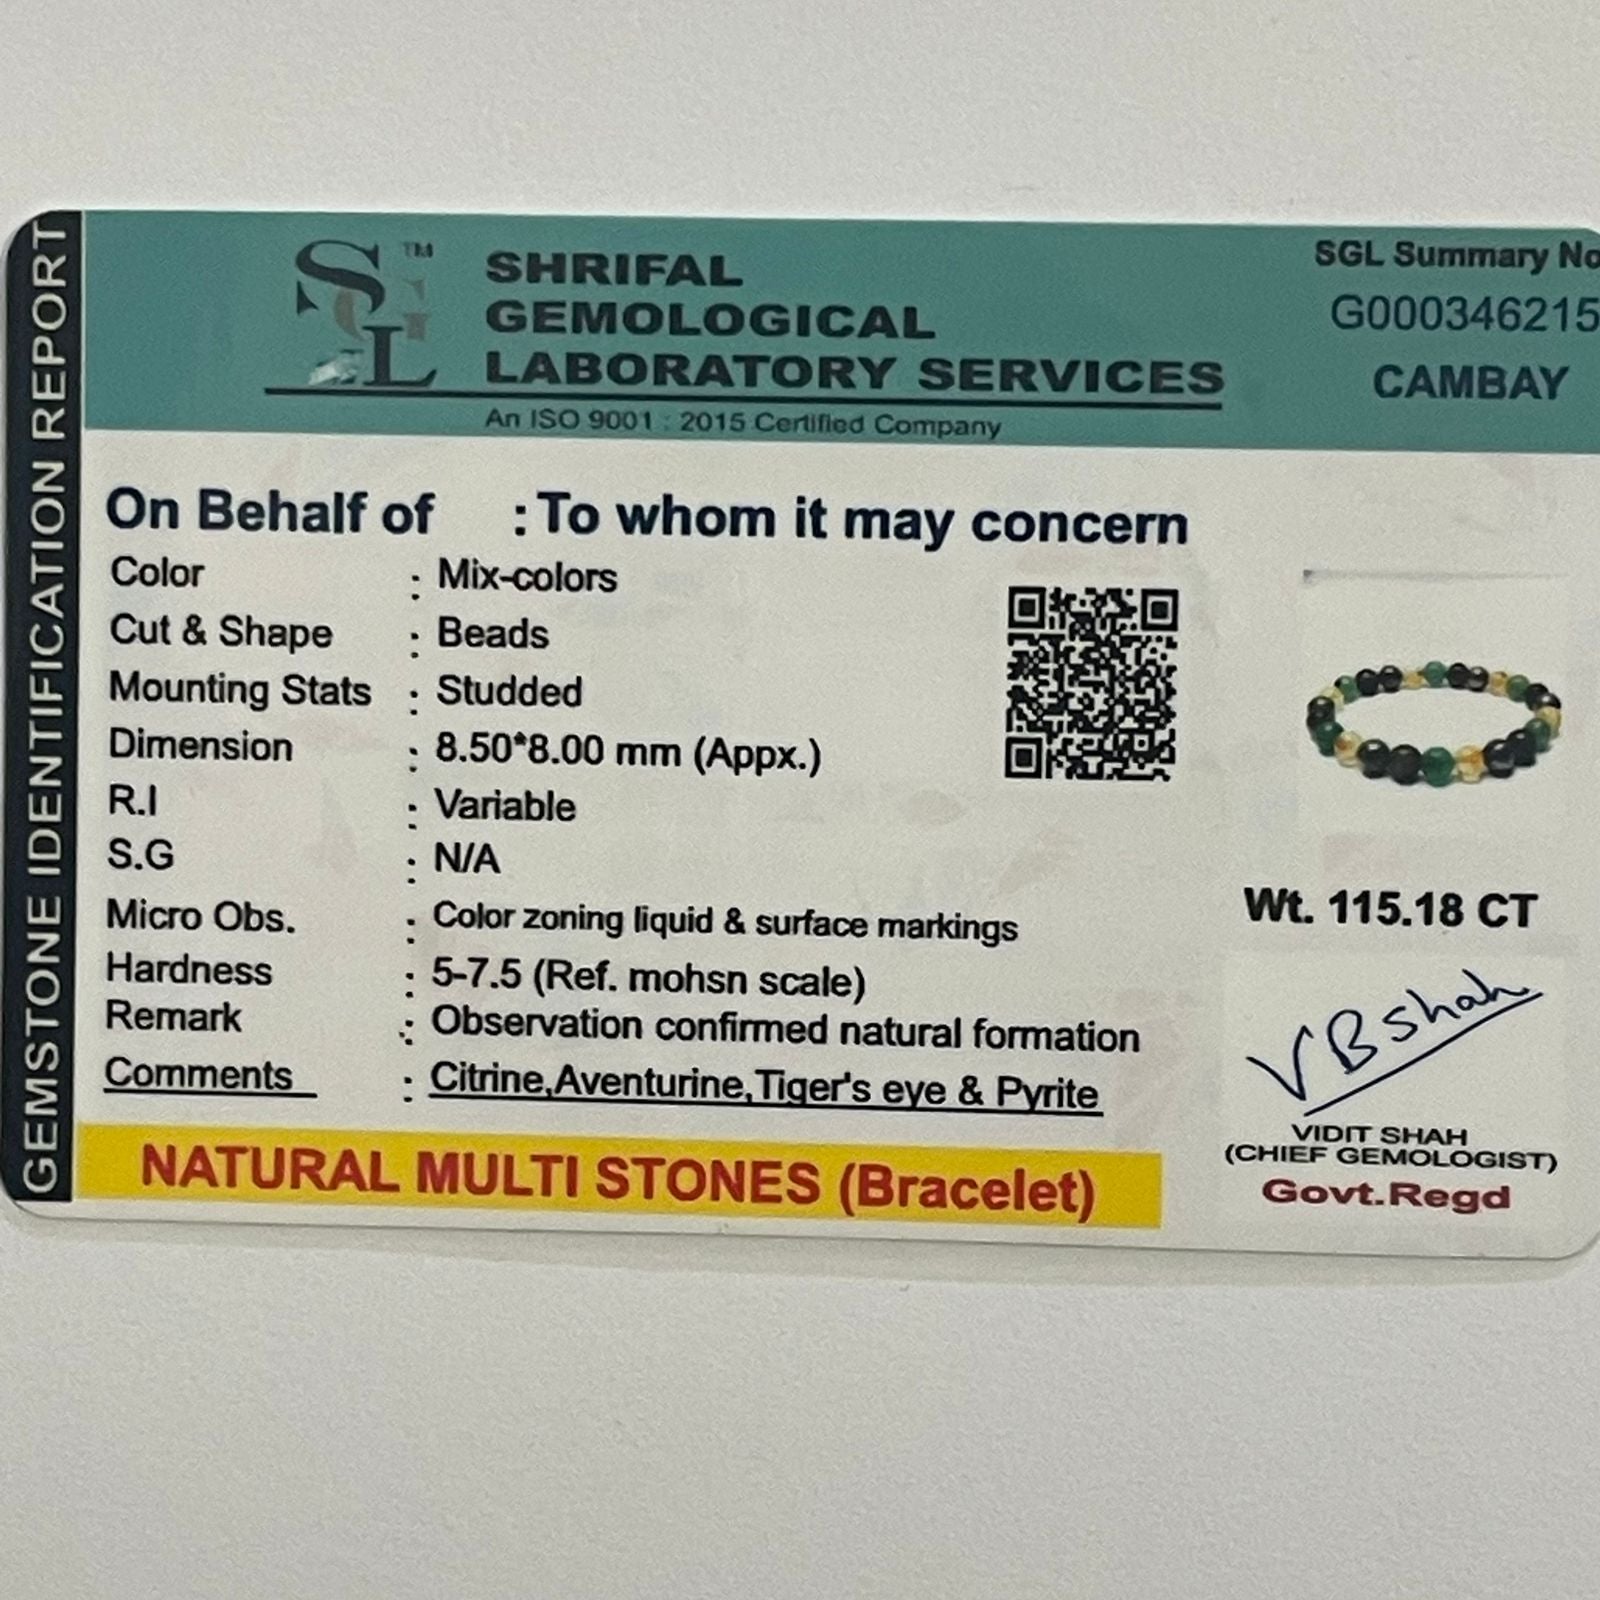 GEMSTONE IDENTIFICATION REPORT
SGL
TM
SHRIFAL
GEMOLOGICAL
LABORATORY SERVICES
An ISO 9001 : 2015 Certified Company
SGL Summary No
G000346215
CAMBAY
On Behalf of : To whom it may concern
Color : Mix-colors
Cut & Shape : Beads
Mounting Stats : Studded
Dimension : 8.50*8.00 mm (Appx.)
R.I : Variable
S.G : N/A
Micro Obs. : Color zoning liquid & surface markings
Hardness : 5-7.5 (Ref. mohsn scale)
Remark : Observation confirmed natural formation
Comments : Citrine,Aventurine,Tiger's eye & Pyrite
NATURAL MULTI STONES (Bracelet)
Wt. 115.18 CT
VBshah
VIDIT SHAH
(CHIEF GEMOLOGIST)
Govt.Regd